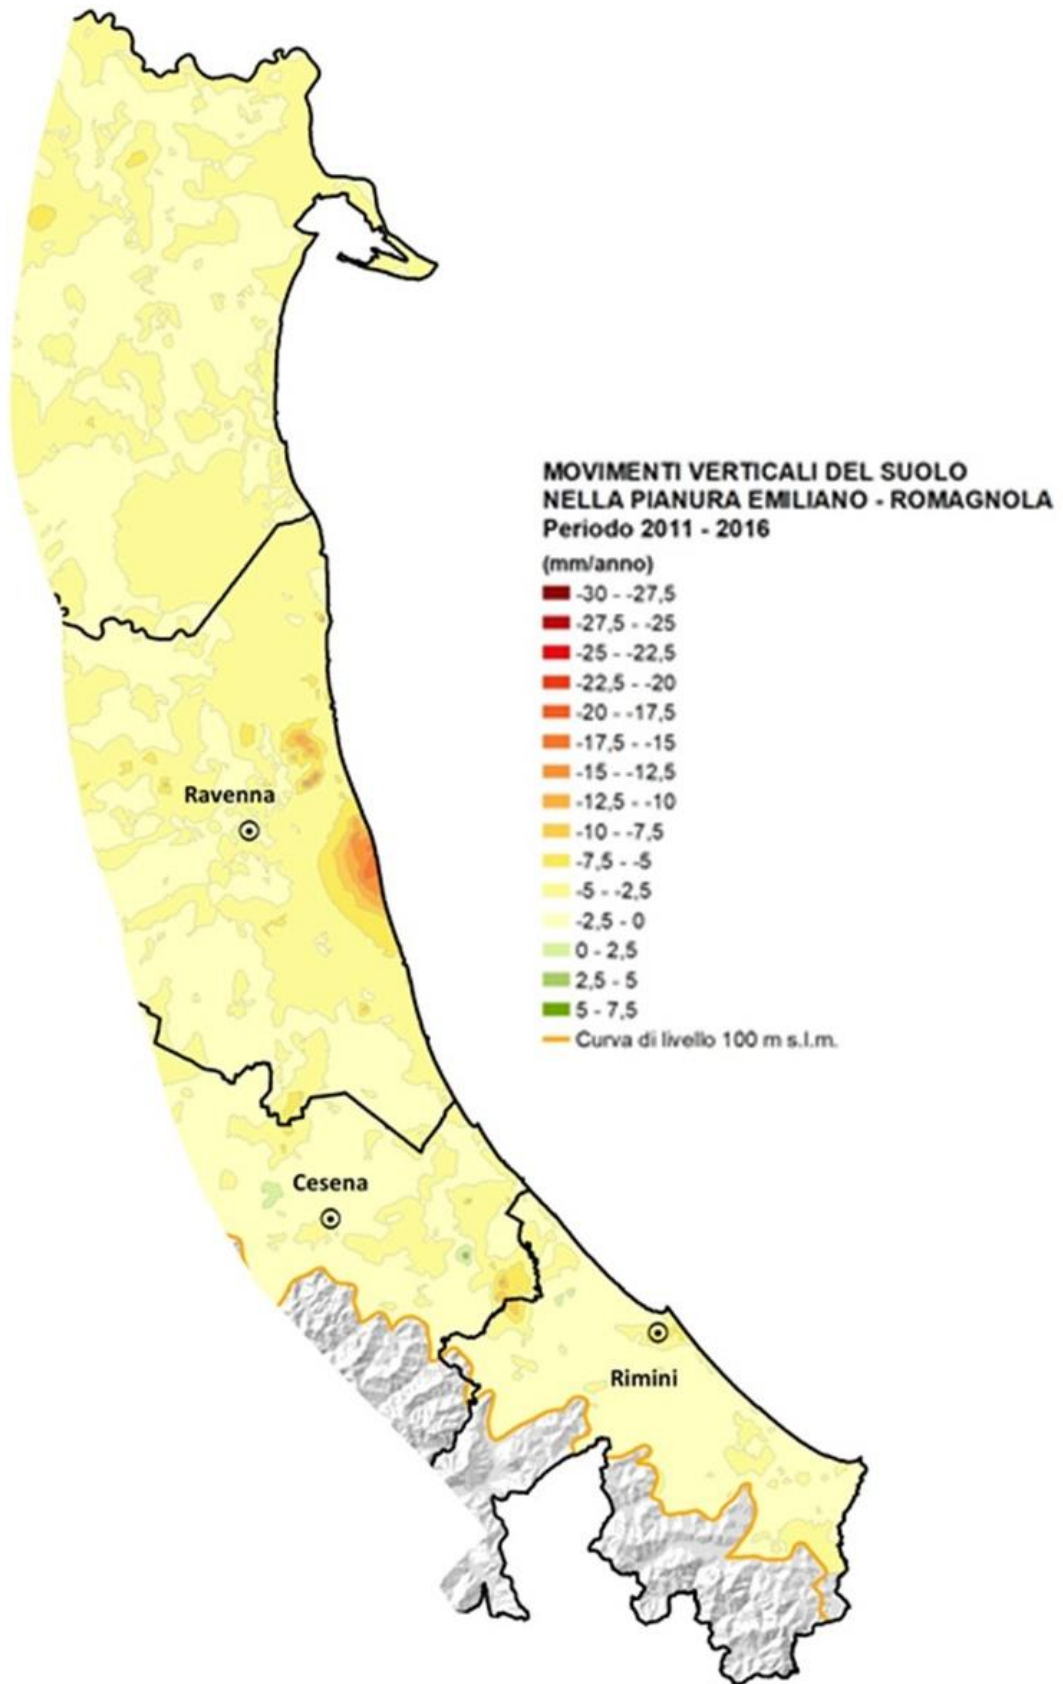 Ravenna
Cesena
Rimini
MOVIMENTI VERTICALI DEL SUOLO
NELLA PIANURA EMILIANO - ROMAGNOLA
Periodo 2011 - 2016
(mm/anno)
-30 - -27,5
-27,5 - -25
-25 - -22,5
-22,5 - -20
-20 - -17,5
-17,5 - -15
-15 - -12,5
-12,5 - -10
-10 - -7,5
-7,5 - -5
-5 - -2,5
-2,5 - 0
0 - 2,5
2,5 - 5
5 - 7,5
Curva di livello 100 m s.l.m.